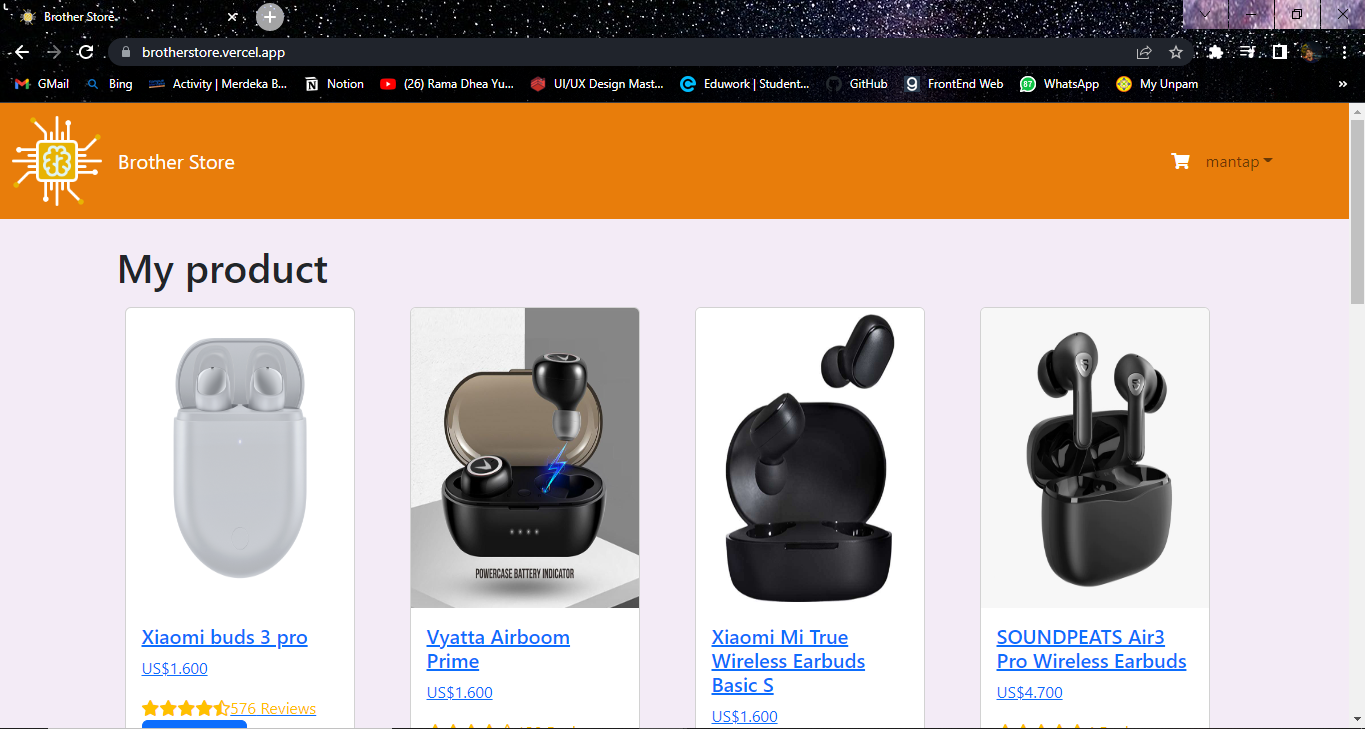 Brother Store.
brotherstore.vercel.app
GMail
Bing
Activity | Merdeka B...
Notion
(26) Rama Dhea Yu...
UI/UX Design Mast...
Eduwork | Student...
GitHub
FrontEnd Web
87
WhatsApp
My Unpam
»
Brother Store
mantap
My product
POWERCASE BATTERY INDICATOR
Xiaomi buds 3 pro
US$1.600
576 Reviews
Vyatta Airboom
Prime
US$1.600
Xiaomi Mi True
Wireless Earbuds
Basic S
US$1.600
SOUNDPEATS Air3
Pro Wireless Earbuds
US$4.700